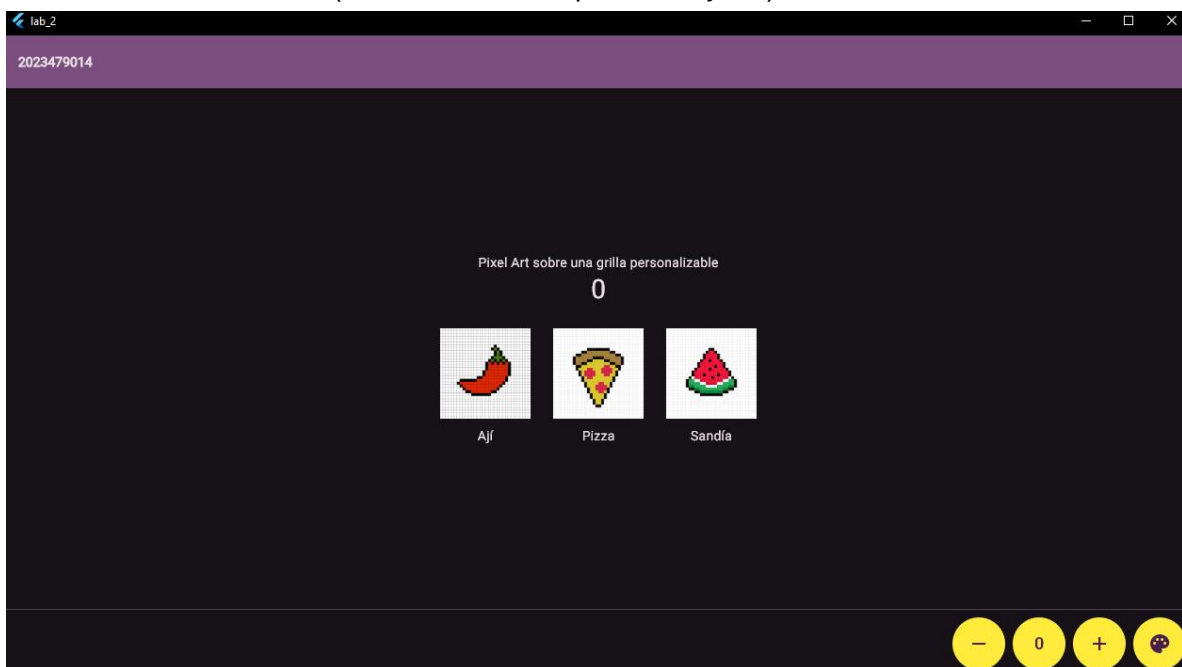 lab_2
2023479014
Pixel Art sobre una grilla personalizable
0
Ají Pizza Sandía
0